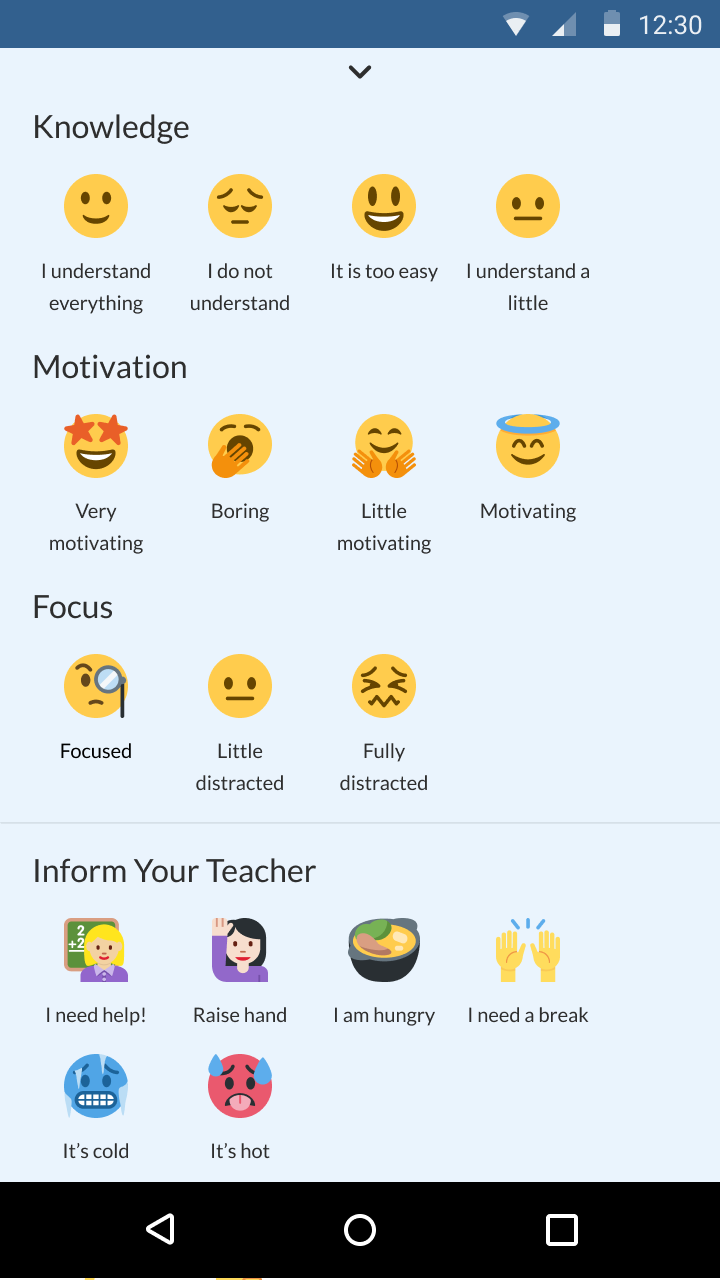 12:30
Knowledge
I understand
everything
I do not
understand
It is too easy
I understand a
little
Motivation
Very
motivating
Boring
Little
motivating
Motivating
Focus
Focused
Little
distracted
Fully
distracted
Inform Your Teacher
2
+2
I need help!
Raise hand
I am hungry
I need a break
It’s cold
It’s hot